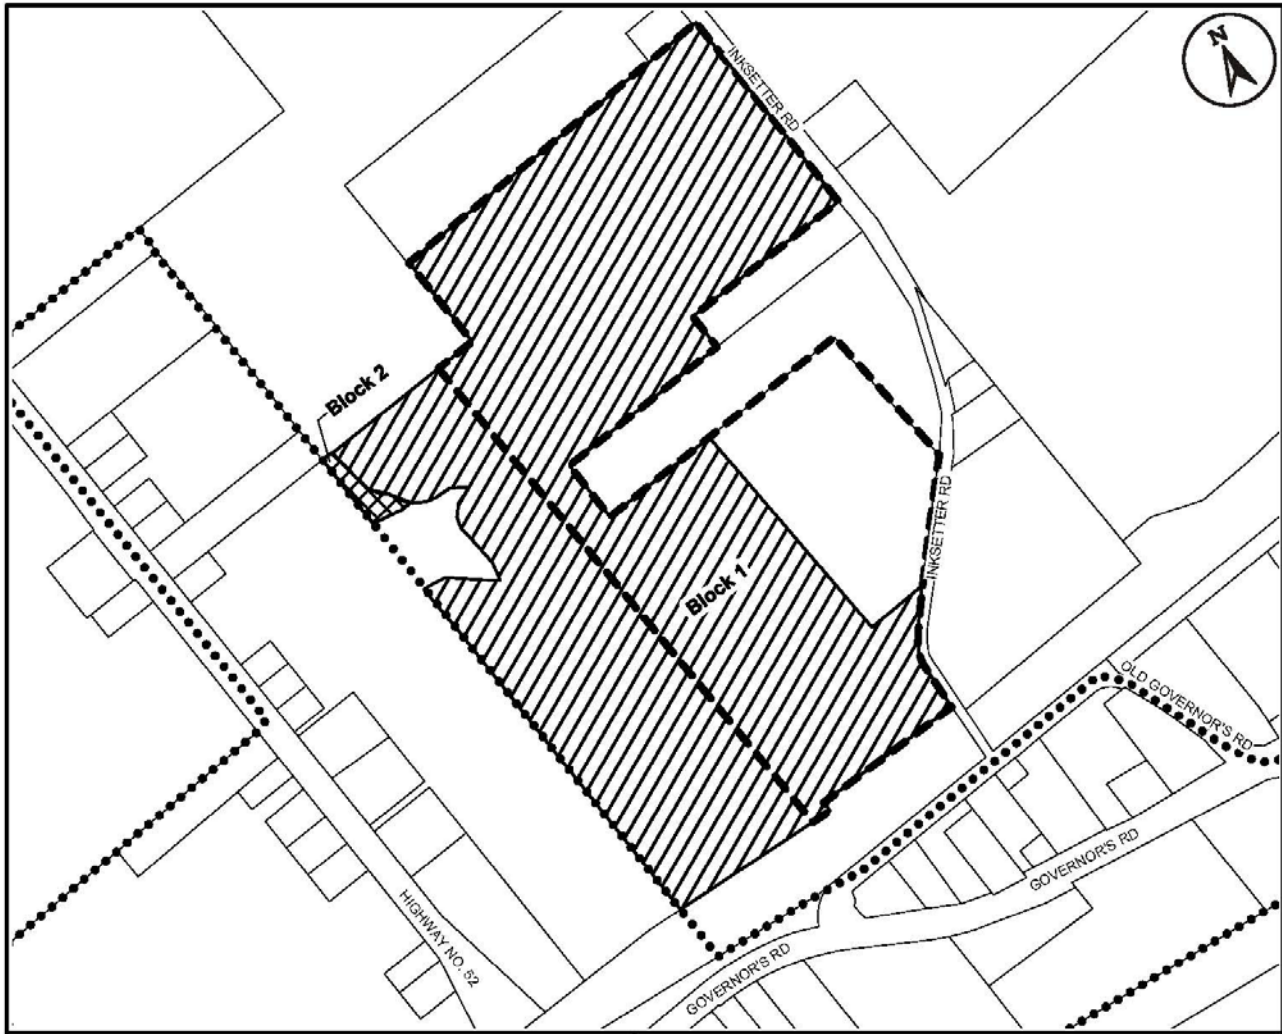 N
INKSETTER RD
Block 2
INKSETTER RD
Block 1
OLD GOVERNOR'S RD
GOVERNOR'S RD
HIGHWAY NO. 52
GOVERNOR'S RD